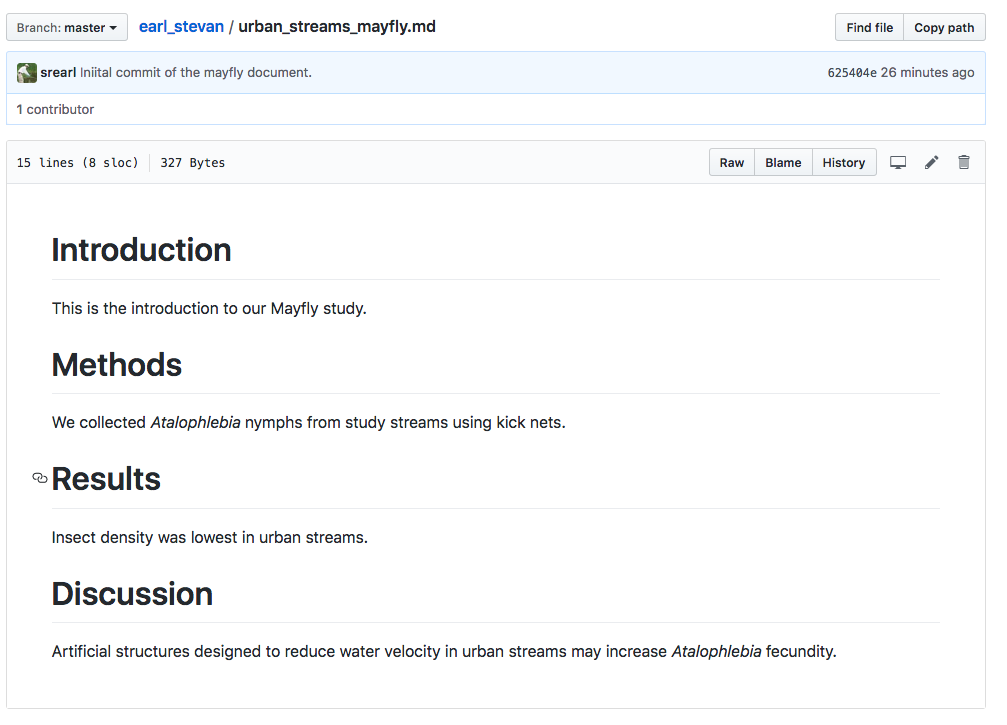 Branch: master earl_stevan / urban_streams_mayfly.md Find file Copy path
srearl Iniital commit of the mayfly document. 625404e 26 minutes ago
1 contributor
15 lines (8 sloc) 327 Bytes Raw Blame History
Introduction
This is the introduction to our Mayfly study.
Methods
We collected Atalophlebia nymphs from study streams using kick nets.
Results
Insect density was lowest in urban streams.
Discussion
Artificial structures designed to reduce water velocity in urban streams may increase Atalophlebia fecundity.